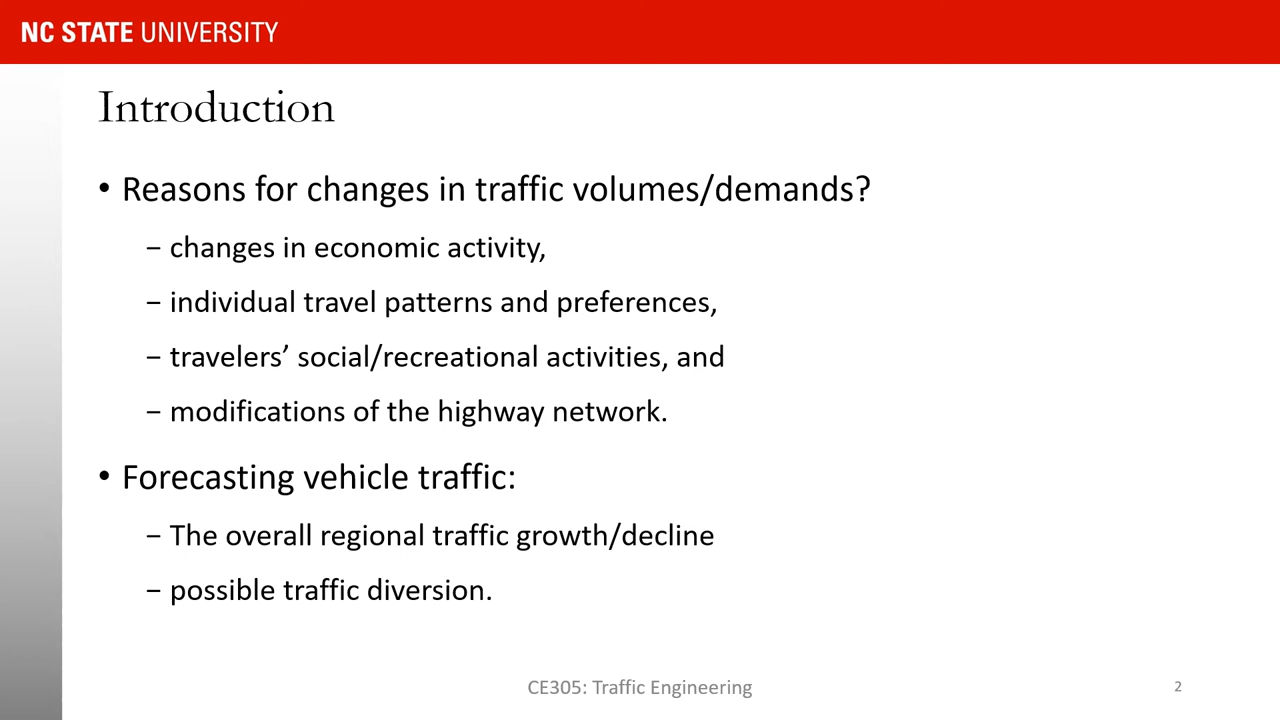 NC STATE UNIVERSITY
Introduction
• Reasons for changes in traffic volumes/demands?
– changes in economic activity,
– individual travel patterns and preferences,
– travelers’ social/recreational activities, and
– modifications of the highway network.
• Forecasting vehicle traffic:
– The overall regional traffic growth/decline
– possible traffic diversion.
CE305: Traffic Engineering
2